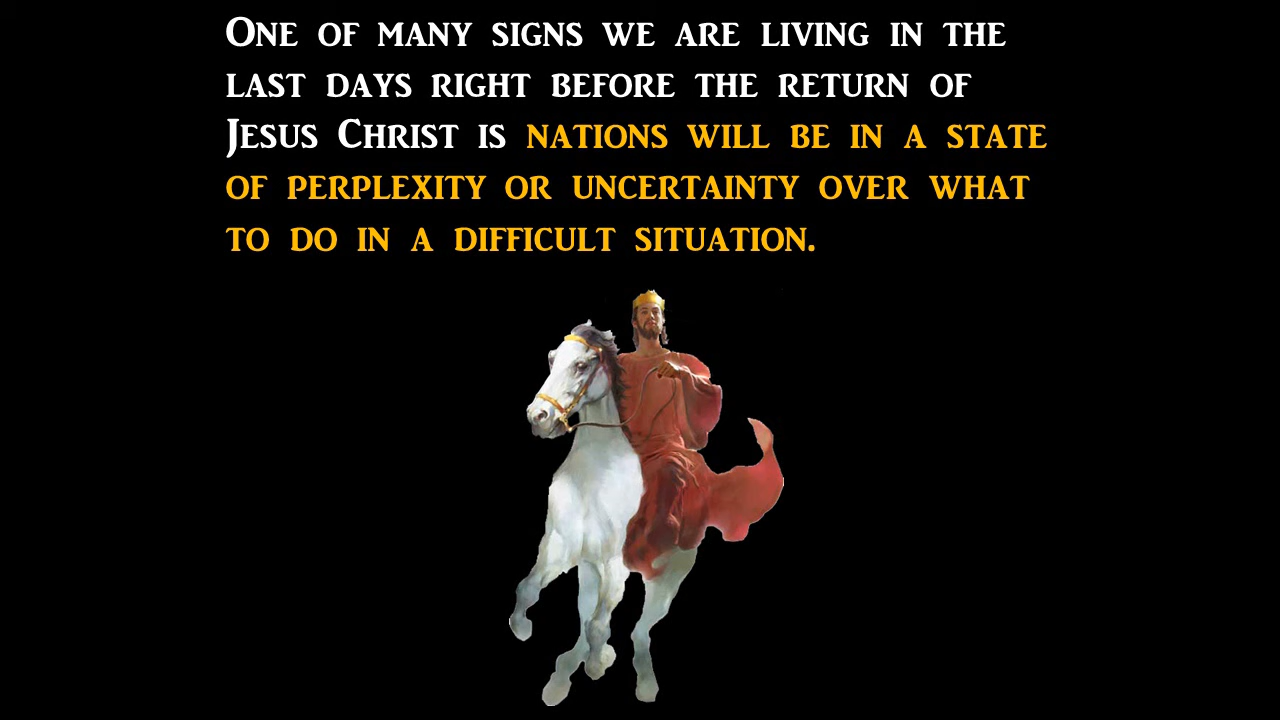 One of many signs we are living in the
last days right before the return of
Jesus Christ is nations will be in a state
of perplexity or uncertainty over what
to do in a difficult situation.